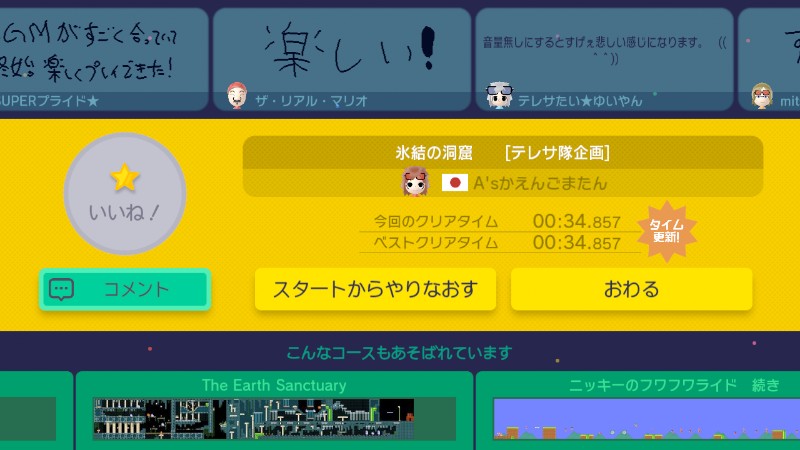 GMがすごく合っていて
終始 楽しくプレイできた!
SUPERプライド★
楽しい!
ザ・リアル・マリオ
音量無しにするとすげぇ悲しい感じになります。 ((
＾＾))
テレサたい★ゆいやん
mit
いいね！
氷結の洞窟 [テレサ隊企画]
A'sかえんごまたん
今回のクリアタイム 00:34.857
ベストクリアタイム 00:34.857
タイム
更新!
コメント
スタートからやりなおす
おわる
こんなコースもあそばれています
The Earth Sanctuary
ニッキーのフワフワライド 続き